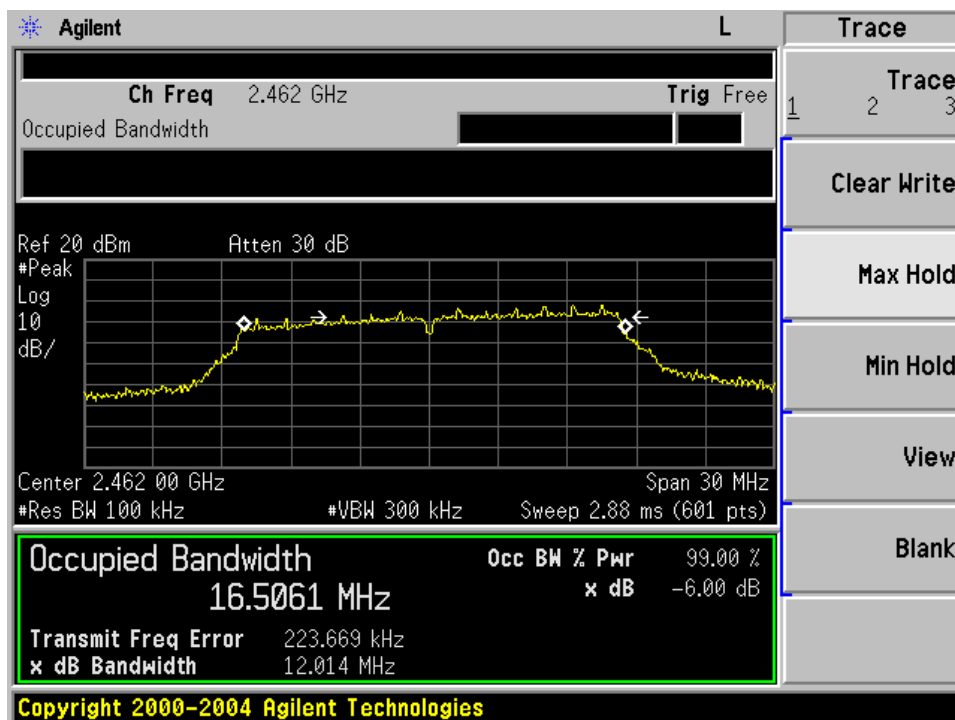 Agilent L Trace
Ch Freq 2.462 GHz Trig Free
Occupied Bandwidth
Trace
1 2 3
Clear Write
Max Hold
Min Hold
View
Blank
Ref 20 dBm Atten 30 dB
#Peak
Log
10
dB/
Center 2.462 00 GHz Span 30 MHz
#Res BW 100 kHz #VBW 300 kHz Sweep 2.88 ms (601 pts)
Occupied Bandwidth Occ BW % Pwr 99.00 %
16.5061 MHz x dB -6.00 dB
Transmit Freq Error 223.669 kHz
x dB Bandwidth 12.014 MHz
Copyright 2000-2004 Agilent Technologies